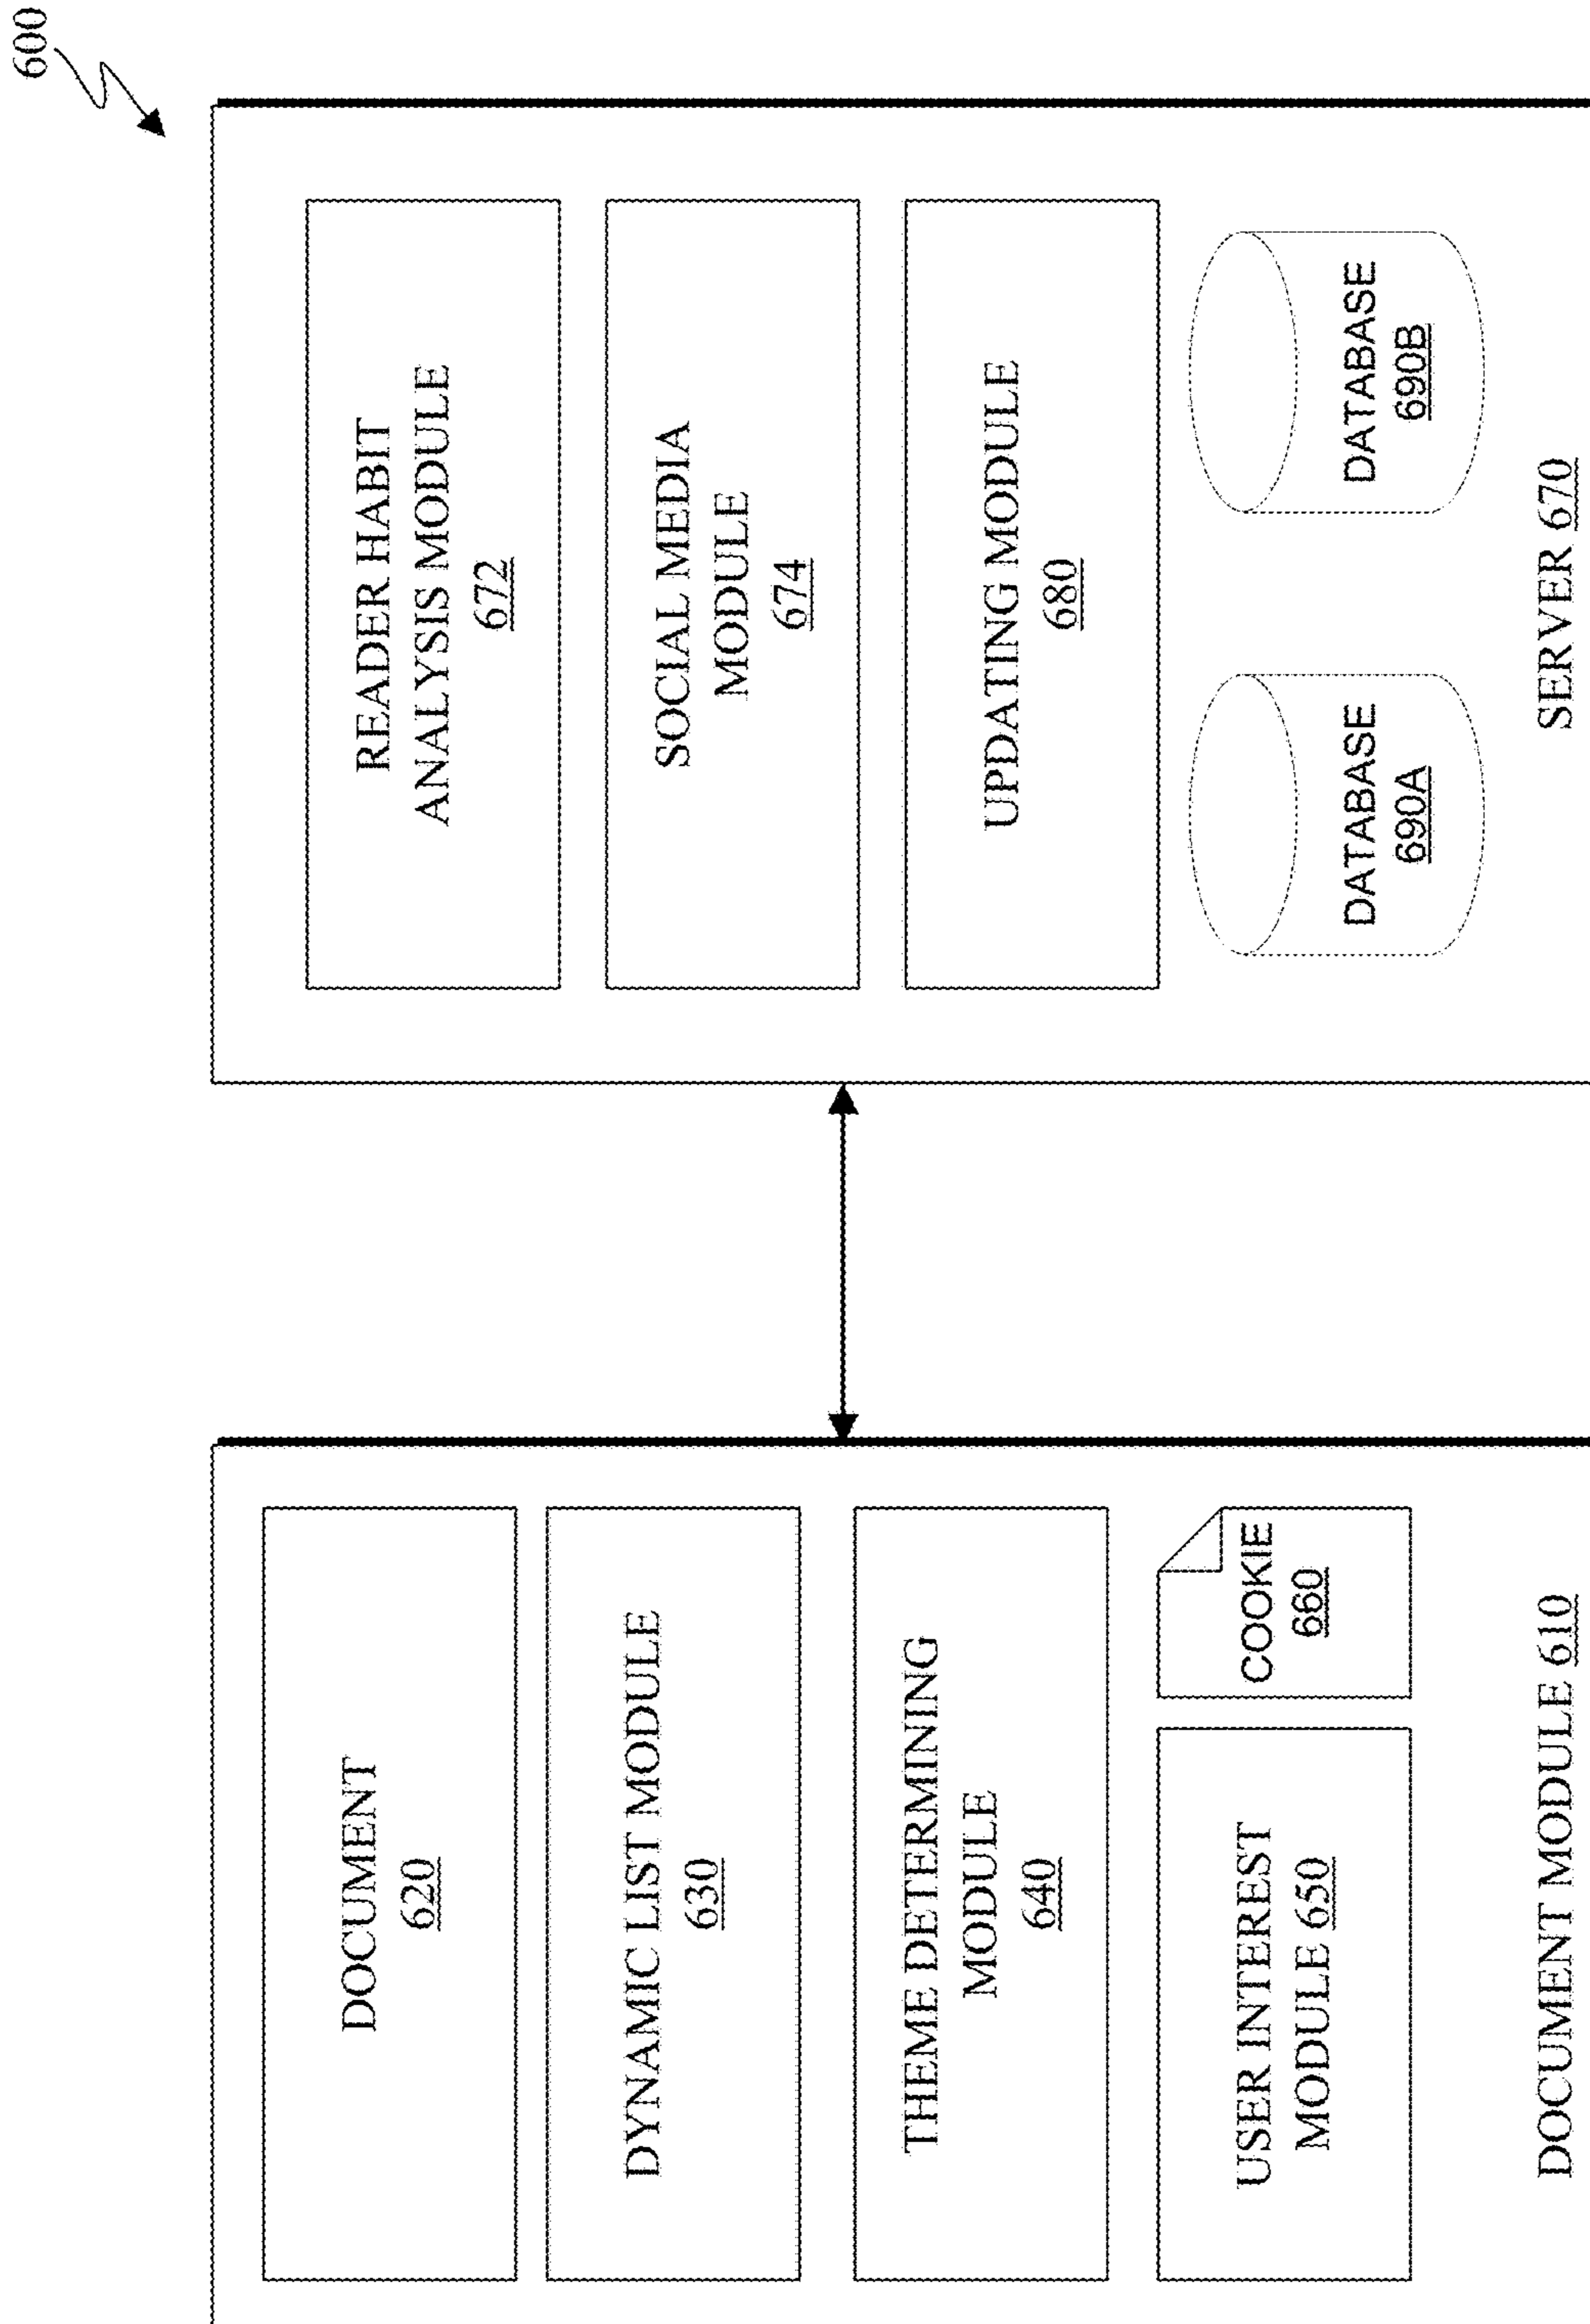 600
DOCUMENT
620
DYNAMIC LIST MODULE
630
THEME DETERMINING
MODULE
640
USER INTEREST
MODULE 650
COOKIE
660
DOCUMENT MODULE 610
READER HABIT
ANALYSIS MODULE
672
SOCIAL MEDIA
MODULE
674
UPDATING MODULE
680
DATABASE
690A
DATABASE
690B
SERVER 670